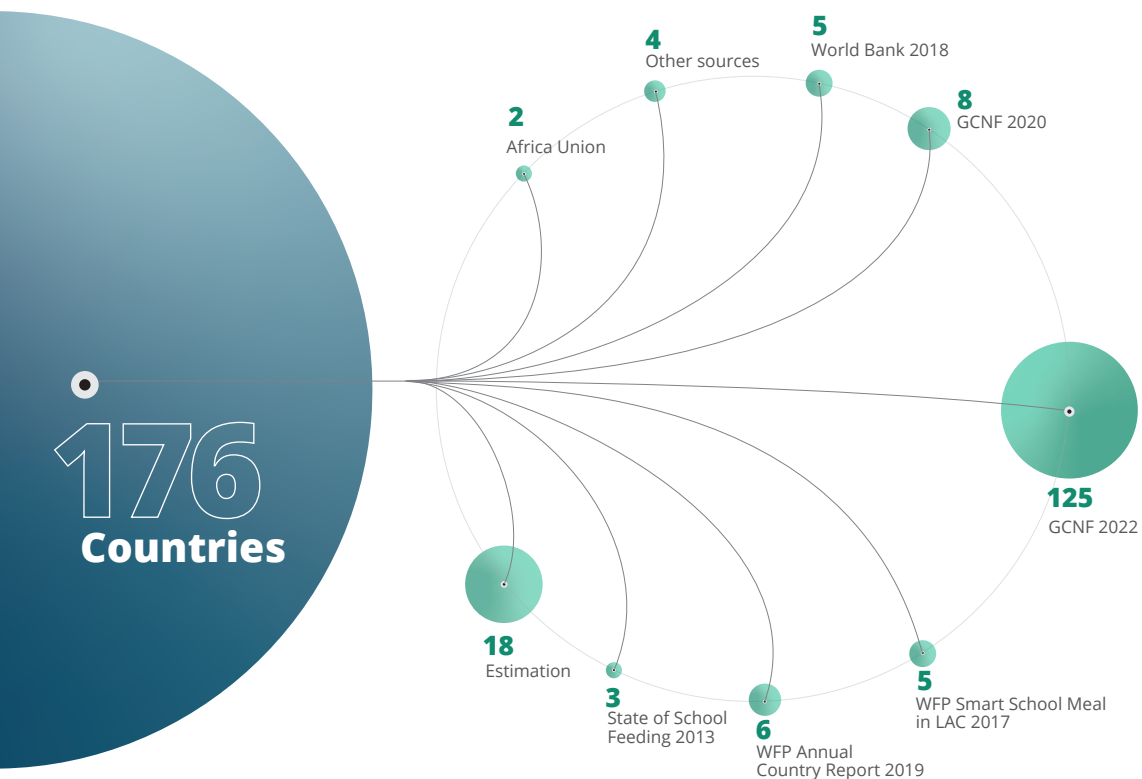 176
Countries
2
Africa Union
4
Other sources
5
World Bank 2018
8
GCNF 2020
125
GCNF 2022
5
WFP Smart School Meal
in LAC 2017
6
WFP Annual
Country Report 2019
3
State of School
Feeding 2013
18
Estimation